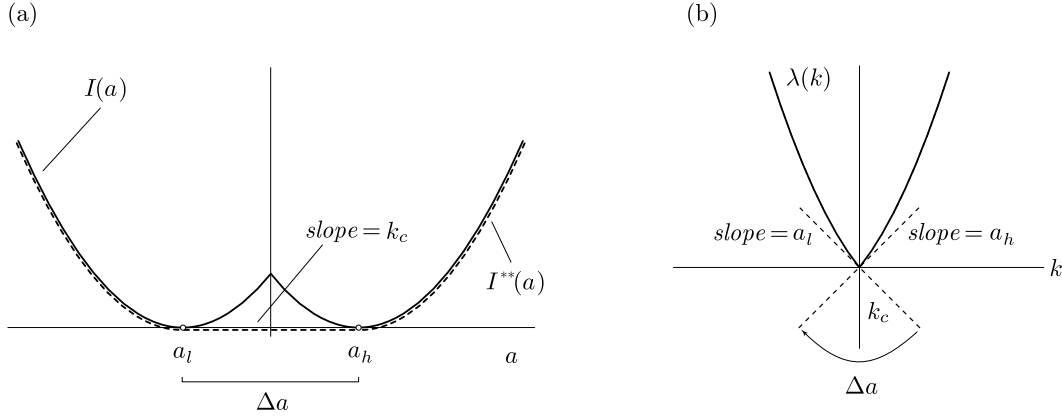 (a)
I(a)
slope = k_c
I**(a)
a_l
a_h
a
Δa
(b)
λ(k)
slope = a_l
slope = a_h
k
k_c
Δa